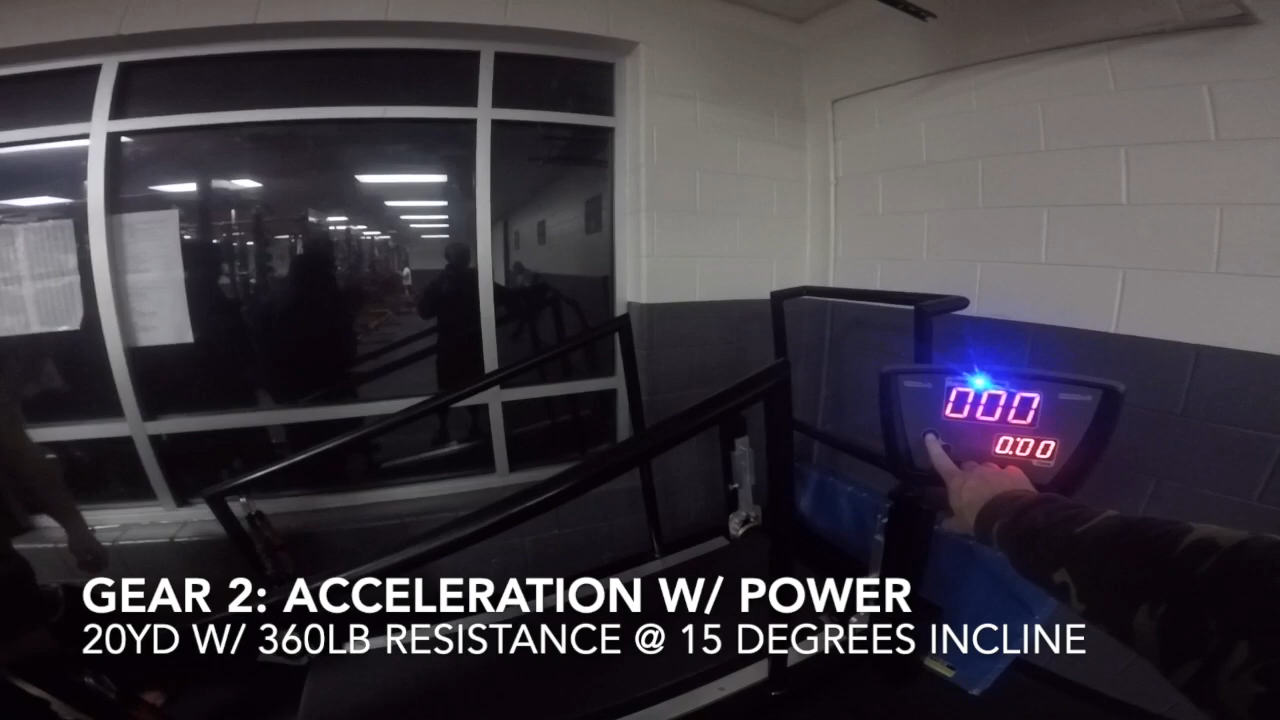 000
0:00
GEAR 2: ACCELERATION W/ POWER
20YD W/ 360LB RESISTANCE @ 15 DEGREES INCLINE